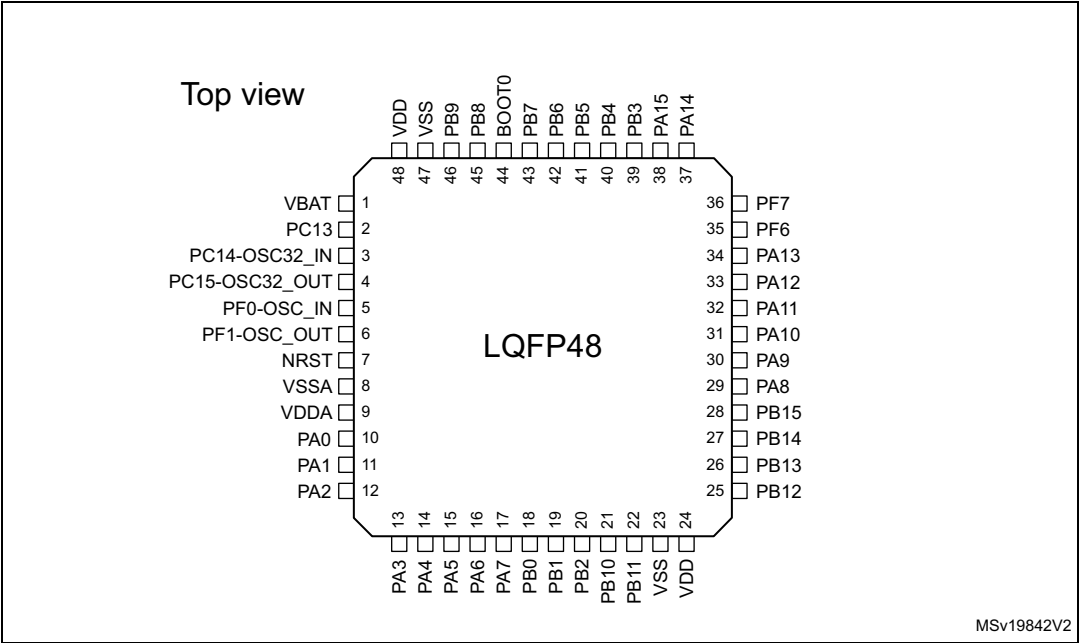 Top view
VDD
VSS
PB9
PB8
BOOT0
PB7
PB6
PB5
PB4
PB3
PA15
PA14
48
47
46
45
44
43
42
41
40
39
38
37
VBAT 1
PC13 2
PC14-OSC32_IN 3
PC15-OSC32_OUT 4
PF0-OSC_IN 5
PF1-OSC_OUT 6
NRST 7
VSSA 8
VDDA 9
PA0 10
PA1 11
PA2 12
LQFP48
36 PF7
35 PF6
34 PA13
33 PA12
32 PA11
31 PA10
30 PA9
29 PA8
28 PB15
27 PB14
26 PB13
25 PB12
13
14
15
16
17
18
19
20
21
22
23
24
PA3
PA4
PA5
PA6
PA7
PB0
PB1
PB2
PB10
PB11
VSS
VDD
MSv19842V2